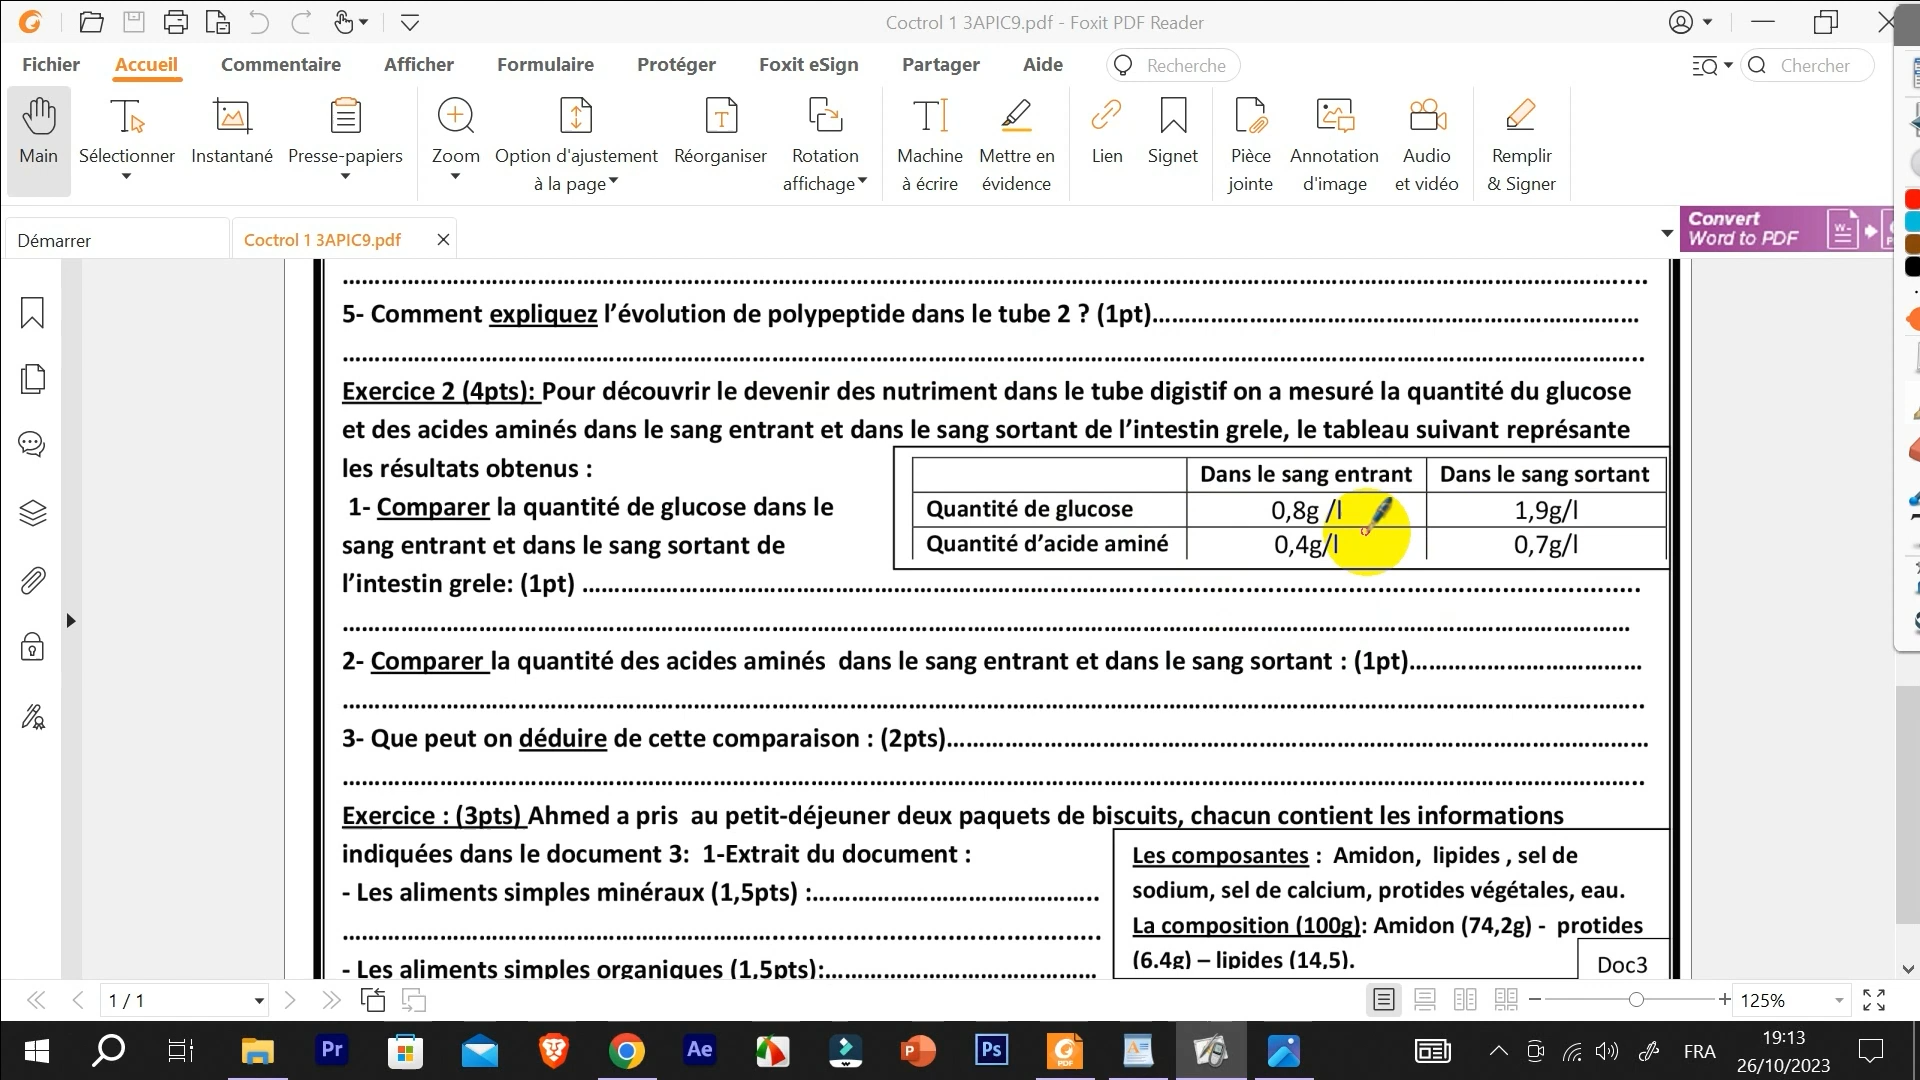 Coctrol 1 3APIC9.pdf - Foxit PDF Reader
Fichier Accueil Commentaire Afficher Formulaire Protéger Foxit eSign Partager Aide Recherche Chercher
Main Sélectionner Instantané Presse-papiers Zoom Option d'ajustement à la page Réorganiser Rotation affichage Machine à écrire Mettre en évidence Lien Signet Pièce jointe Annotation d'image Audio et vidéo Remplir & Signer
Démarrer Coctrol 1 3APIC9.pdf
Convert
Word to PDF
5- Comment expliquez l’évolution de polypeptide dans le tube 2 ? (1pt)
Exercice 2 (4pts): Pour découvrir le devenir des nutriment dans le tube digistif on a mesuré la quantité du glucose
et des acides aminés dans le sang entrant et dans le sang sortant de l’intestin grele, le tableau suivant représante
les résultats obtenus :
Dans le sang entrant Dans le sang sortant
Quantité de glucose 0,8g /l 1,9g/l
Quantité d’acide aminé 0,4g/l 0,7g/l
1- Comparer la quantité de glucose dans le
sang entrant et dans le sang sortant de
l’intestin grele: (1pt)
2- Comparer la quantité des acides aminés dans le sang entrant et dans le sang sortant : (1pt)
3- Que peut on déduire de cette comparaison : (2pts)
Exercice : (3pts) Ahmed a pris au petit-déjeuner deux paquets de biscuits, chacun contient les informations
indiquées dans le document 3: 1-Extrait du document :
- Les aliments simples minéraux (1,5pts) :
- Les aliments simples organiques (1,5pts):
Les composantes : Amidon, lipides , sel de
sodium, sel de calcium, protides végétales, eau.
La composition (100g): Amidon (74,2g) - protides
(6.4g) – lipides (14,5).
Doc3
1 / 1
125%
Pr Ae P Ps PDF
FRA
19:13
26/10/2023